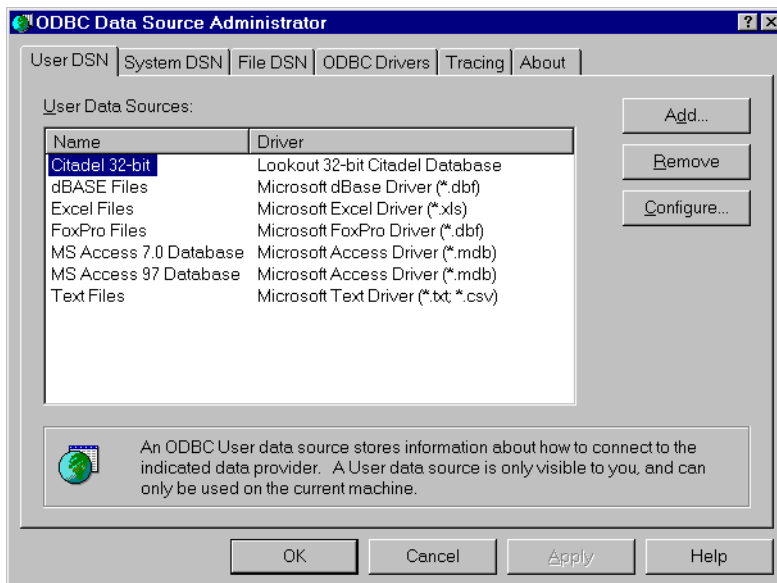 ODBC Data Source Administrator
User DSN System DSN File DSN ODBC Drivers Tracing About
User Data Sources:
Add...
Name Driver
Citadel 32-bit Lookout 32-bit Citadel Database
Remove
dBASE Files Microsoft dBase Driver (*.dbf)
Excel Files Microsoft Excel Driver (*.xls)
Configure...
FoxPro Files Microsoft FoxPro Driver (*.dbf)
MS Access 7.0 Database Microsoft Access Driver (*.mdb)
MS Access 97 Database Microsoft Access Driver (*.mdb)
Text Files Microsoft Text Driver (*.txt; *.csv)
An ODBC User data source stores information about how to connect to the
indicated data provider. A User data source is only visible to you, and can
only be used on the current machine.
OK Cancel Apply Help